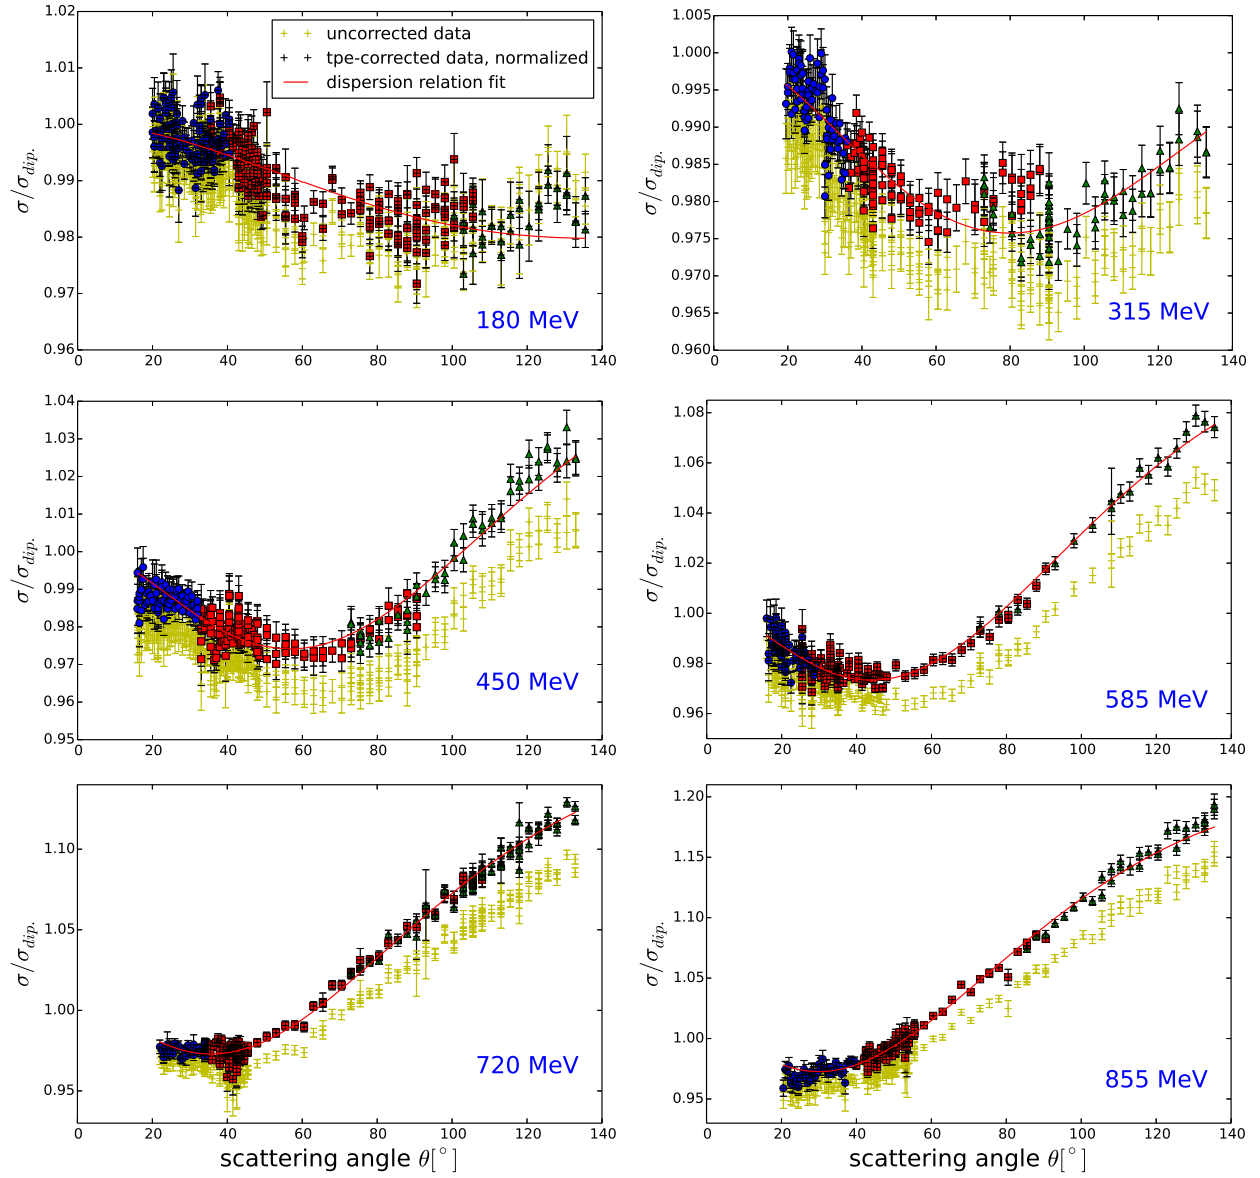 1.02
1.01
1.00
0.99
0.98
0.97
0.96
σ/σ_dip.
uncorrected data
tpe-corrected data, normalized
dispersion relation fit
180 MeV
0 20 40 60 80 100 120 140
1.005
1.000
0.995
0.990
0.985
0.980
0.975
0.970
0.965
0.960
σ/σ_dip.
315 MeV
0 20 40 60 80 100 120 140
1.04
1.03
1.02
1.01
1.00
0.99
0.98
0.97
0.96
0.95
σ/σ_dip.
450 MeV
0 20 40 60 80 100 120 140
1.08
1.06
1.04
1.02
1.00
0.98
0.96
σ/σ_dip.
585 MeV
0 20 40 60 80 100 120 140
1.10
1.05
1.00
0.95
σ/σ_dip.
720 MeV
0 20 40 60 80 100 120 140
scattering angle θ[°]
1.20
1.15
1.10
1.05
1.00
0.95
σ/σ_dip.
855 MeV
0 20 40 60 80 100 120 140
scattering angle θ[°]